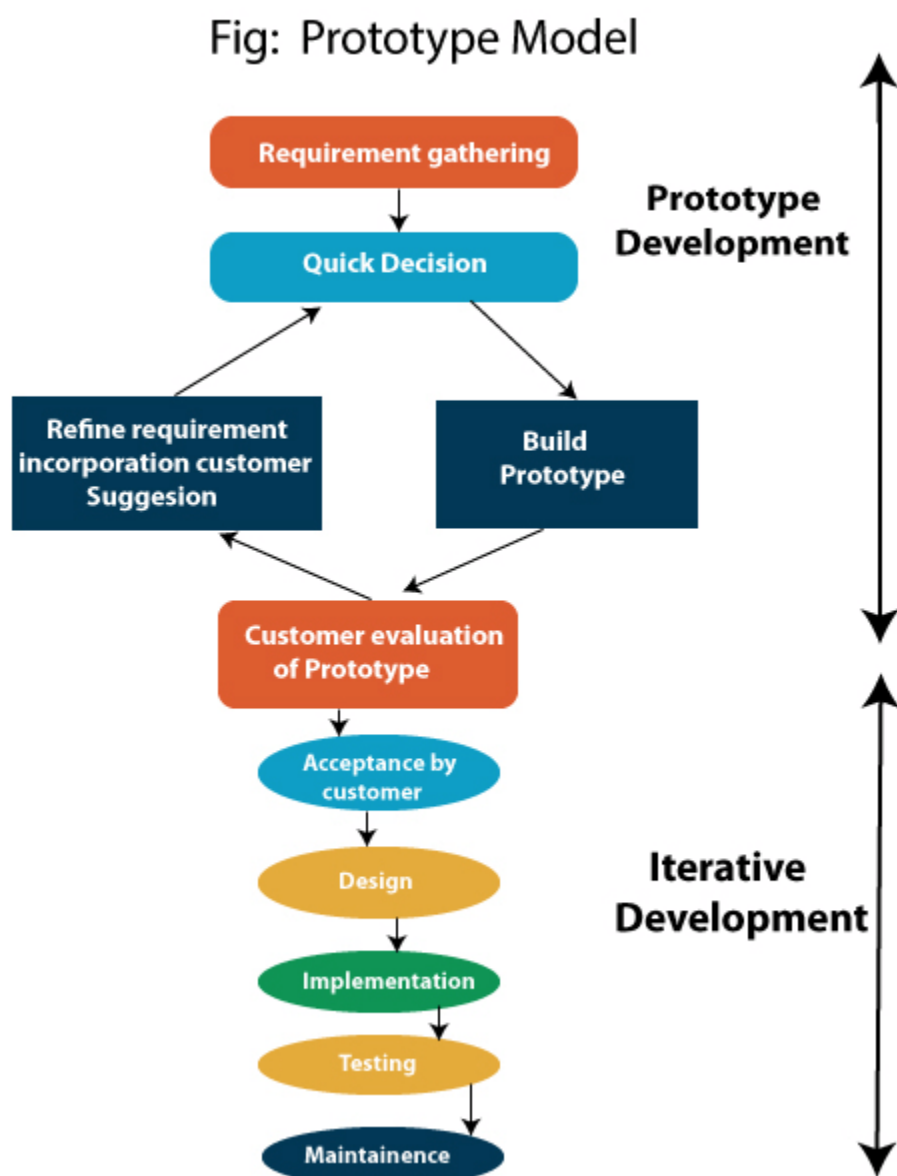 Fig: Prototype Model
Requirement gathering
Prototype
Development
Quick Decision
Refine requirement
incorporation customer
Suggesion
Build
Prototype
Customer evaluation
of Prototype
Acceptance by
customer
Design
Iterative
Development
Implementation
Testing
Maintainence